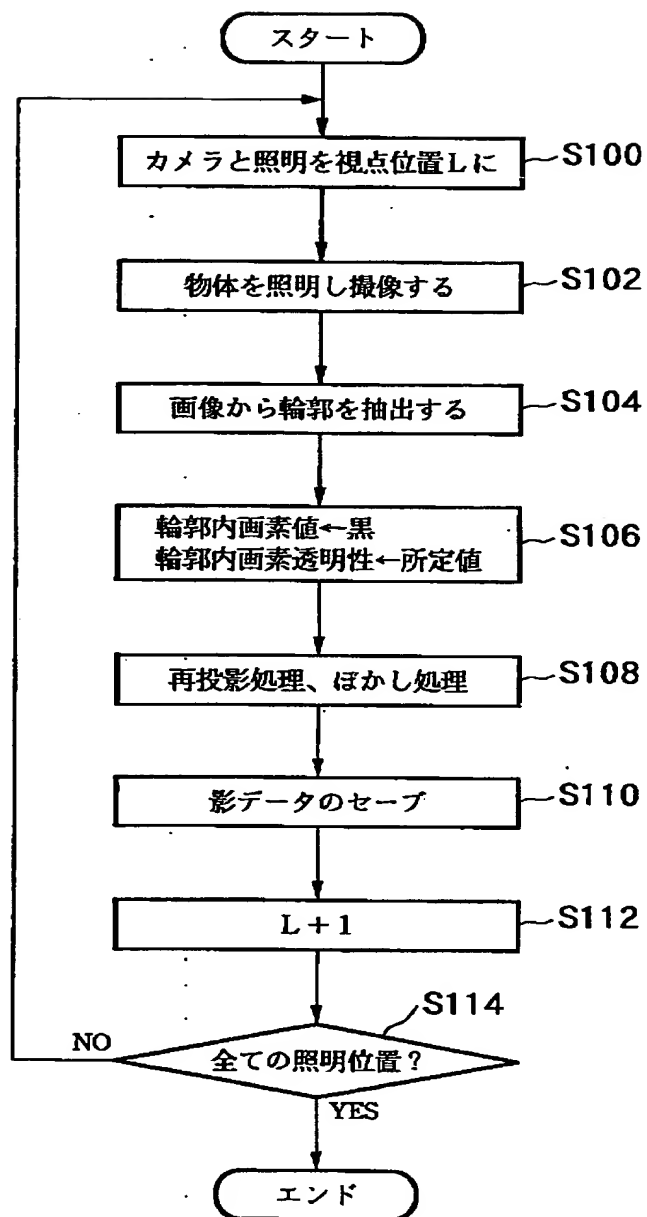 スタート
カメラと照明を視点位置Lに
S100
物体を照明し撮像する
S102
画像から輪郭を抽出する
S104
輪郭内画素値←黒
輪郭内画素透明性←所定値
S106
再投影処理、ぼかし処理
S108
影データのセーブ
S110
L+1
S112
S114
NO
全ての照明位置?
YES
エンド